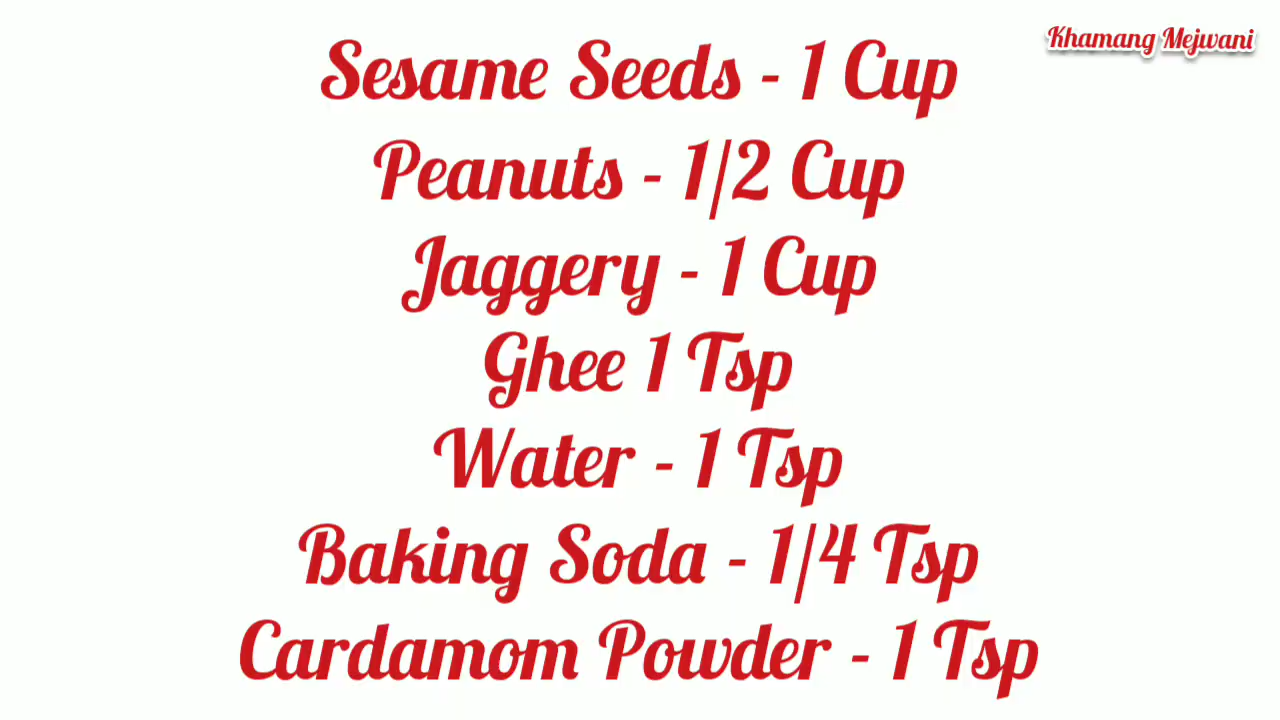 Khamang Mejwani
Sesame Seeds - 1 Cup
Peanuts - 1/2 Cup
Jaggery - 1 Cup
Ghee 1 Tsp
Water - 1 Tsp
Baking Soda - 1/4 Tsp
Cardamom Powder - 1 Tsp